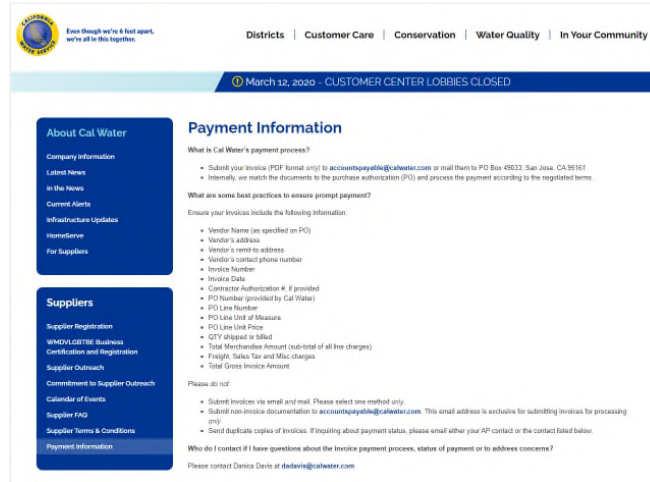 CALIFORNIA
WATER SERVICE
Even though we're 6 feet apart,
we're all in this together.
Districts | Customer Care | Conservation | Water Quality | In Your Community
March 12, 2020 – CUSTOMER CENTER LOBBIES CLOSED
About Cal Water
Company Information
Latest News
In the News
Current Alerts
Infrastructure Updates
HomeServe
For Suppliers
Suppliers
Supplier Registration
WMDVLGBTBE Business
Certification and Registration
Supplier Outreach
Commitment to Supplier Outreach
Calendar of Events
Supplier FAQ
Supplier Terms & Conditions
Payment Information
Payment Information
What is Cal Water's payment process?
• Submit your invoice (PDF format only) to accountspayable@calwater.com or mail them to PO Box 49033, San Jose, CA 95161.
• Internally, we match the documents to the purchase authorization (PO) and process the payment according to the negotiated terms.
What are some best practices to ensure prompt payment?
Ensure your invoices include the following information:
• Vendor Name (as specified on PO)
• Vendor's address
• Vendor's remit-to address
• Vendor's contact phone number
• Invoice Number
• Invoice Date
• Contractor Authorization #, if provided
• PO Number (provided by Cal Water)
• PO Line Number
• PO Line Unit of Measure
• PO Line Unit Price
• QTY shipped or billed
• Total Merchandise Amount (sub-total of all line charges)
• Freight, Sales Tax and Misc charges
• Total Gross Invoice Amount
Please do not:
• Submit invoices via email and mail. Please select one method only.
• Submit non-invoice documentation to accountspayable@calwater.com. This email address is exclusive for submitting invoices for processing
only.
• Send duplicate copies of invoices. If inquiring about payment status, please email either your AP contact or the contact listed below.
Who do I contact if I have questions about the invoice payment process, status of payment or to address concerns?
Please contact Danica Davis at dadavis@calwater.com.